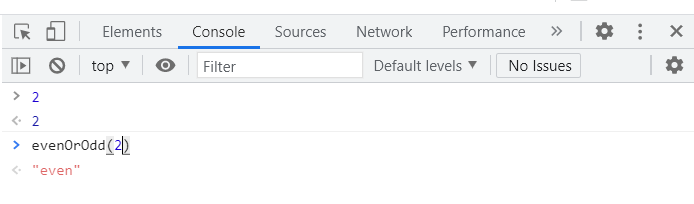 Elements Console Sources Network Performance »
top ▼ Filter Default levels ▼ No Issues
> 2
<· 2
> evenOrOdd(2)
<· "even"